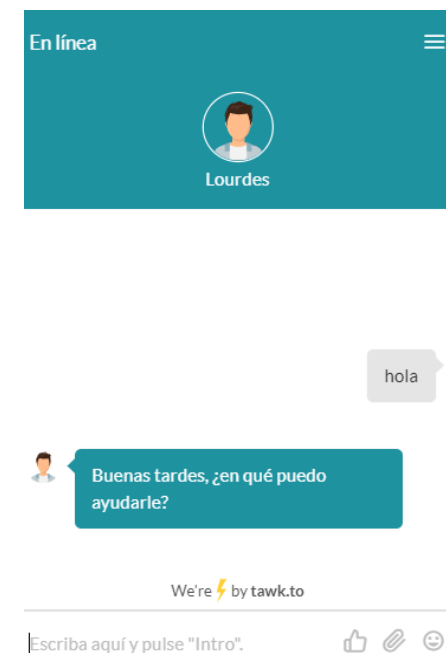 En línea
Lourdes
hola
Buenas tardes, ¿en qué puedo
ayudarle?
We're by tawk.to
Escriba aquí y pulse "Intro".